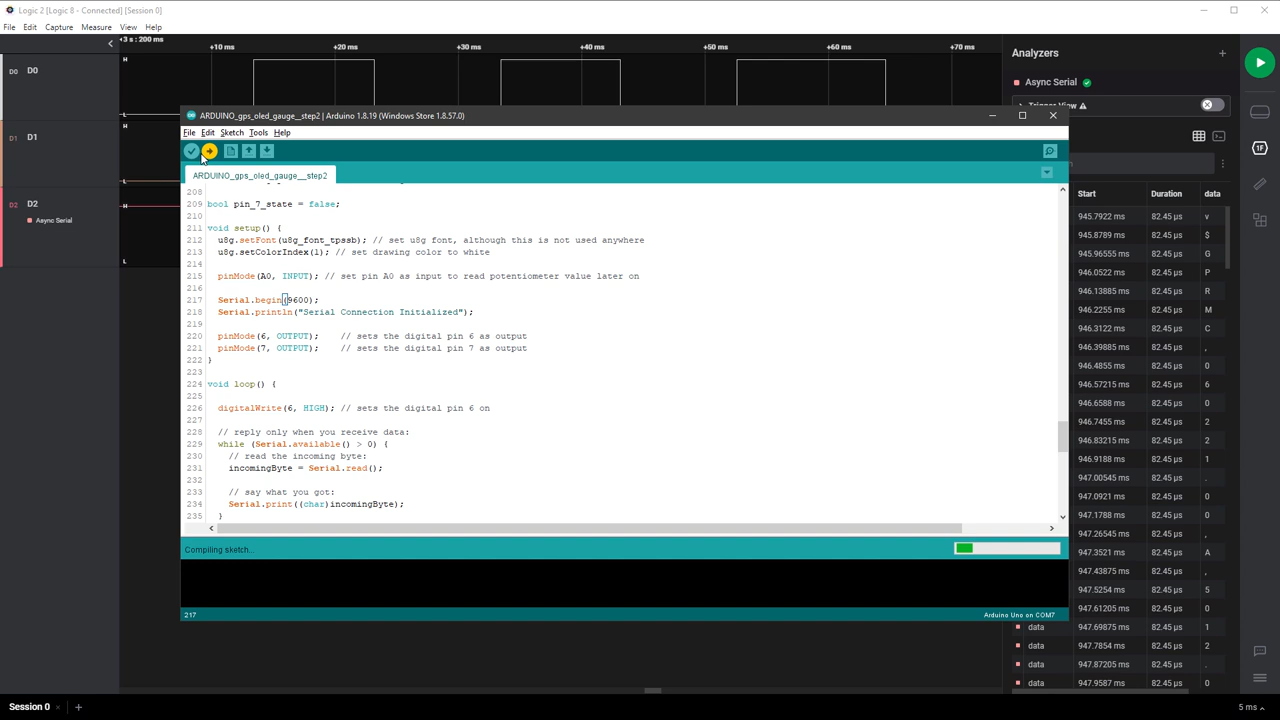 Logic 2 [Logic 8 - Connected] [Session 0]
File Edit Capture Measure View Help
3 s : 200 ms
+10 ms +20 ms +30 ms +40 ms +50 ms +60 ms +70 ms
Analyzers
D0 D0
H
L
Async Serial
Trigger View
D1 D1
H
L
D2 D2
Async Serial
H
L
ARDUINO_gps_oled_gauge__step2 | Arduino 1.8.19 (Windows Store 1.8.57.0)
File Edit Sketch Tools Help
ARDUINO_gps_oled_gauge__step2
208
209 bool pin_7_state = false;
210
211 void setup() {
212 u8g.setFont(u8g_font_tpssb); // set u8g font, although this is not used anywhere
213 u8g.setColorIndex(1); // set drawing color to white
214
215 pinMode(A0, INPUT); // set pin A0 as input to read potentiometer value later on
216
217 Serial.begin(9600);
218 Serial.println("Serial Connection Initialized");
219
220 pinMode(6, OUTPUT); // sets the digital pin 6 as output
221 pinMode(7, OUTPUT); // sets the digital pin 7 as output
222 }
223
224 void loop() {
225
226 digitalWrite(6, HIGH); // sets the digital pin 6 on
227
228 // reply only when you receive data:
229 while (Serial.available() > 0) {
230 // read the incoming byte:
231 incomingByte = Serial.read();
232
233 // say what you got:
234 Serial.print((char)incomingByte);
235 }
Compiling sketch...
217
Arduino Uno on COM7
Start Duration data
945.7922 ms 82.45 µs v
945.8789 ms 82.45 µs $
945.96555 ms 82.45 µs G
946.0522 ms 82.45 µs P
946.13885 ms 82.45 µs R
946.2255 ms 82.45 µs M
946.3122 ms 82.45 µs C
946.39885 ms 82.45 µs ,
946.4855 ms 82.45 µs 0
946.57215 ms 82.45 µs 6
946.6588 ms 82.45 µs 0
946.7455 ms 82.45 µs 2
946.83215 ms 82.45 µs 2
946.9188 ms 82.45 µs 1
947.00545 ms 82.45 µs .
947.0921 ms 82.45 µs 0
947.1788 ms 82.45 µs 0
947.26545 ms 82.45 µs ,
947.3521 ms 82.45 µs A
947.43875 ms 82.45 µs ,
947.5254 ms 82.45 µs 5
947.61205 ms 82.45 µs 0
data 947.69875 ms 82.45 µs 1
data 947.7854 ms 82.45 µs 2
data 947.87205 ms 82.45 µs .
data 947.9587 ms 82.45 µs 0
Session 0
5 ms